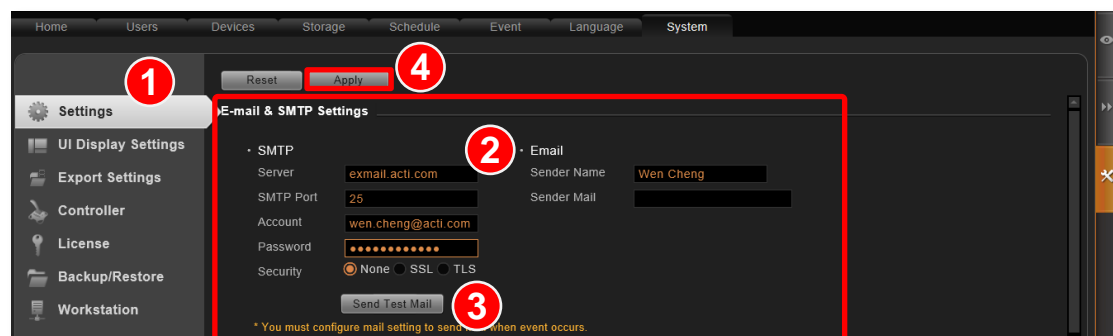 Home Users Devices Storage Schedule Event Language System
1
Reset Apply 4
Settings
E-mail & SMTP Settings
UI Display Settings
Export Settings
Controller
License
Backup/Restore
Workstation
• SMTP
Server exmail.acti.com
SMTP Port 25
Account wen.cheng@acti.com
Password ••••••••••••
Security None SSL TLS
2
• Email
Sender Name Wen Cheng
Sender Mail
Send Test Mail 3
* You must configure mail setting to send when event occurs.